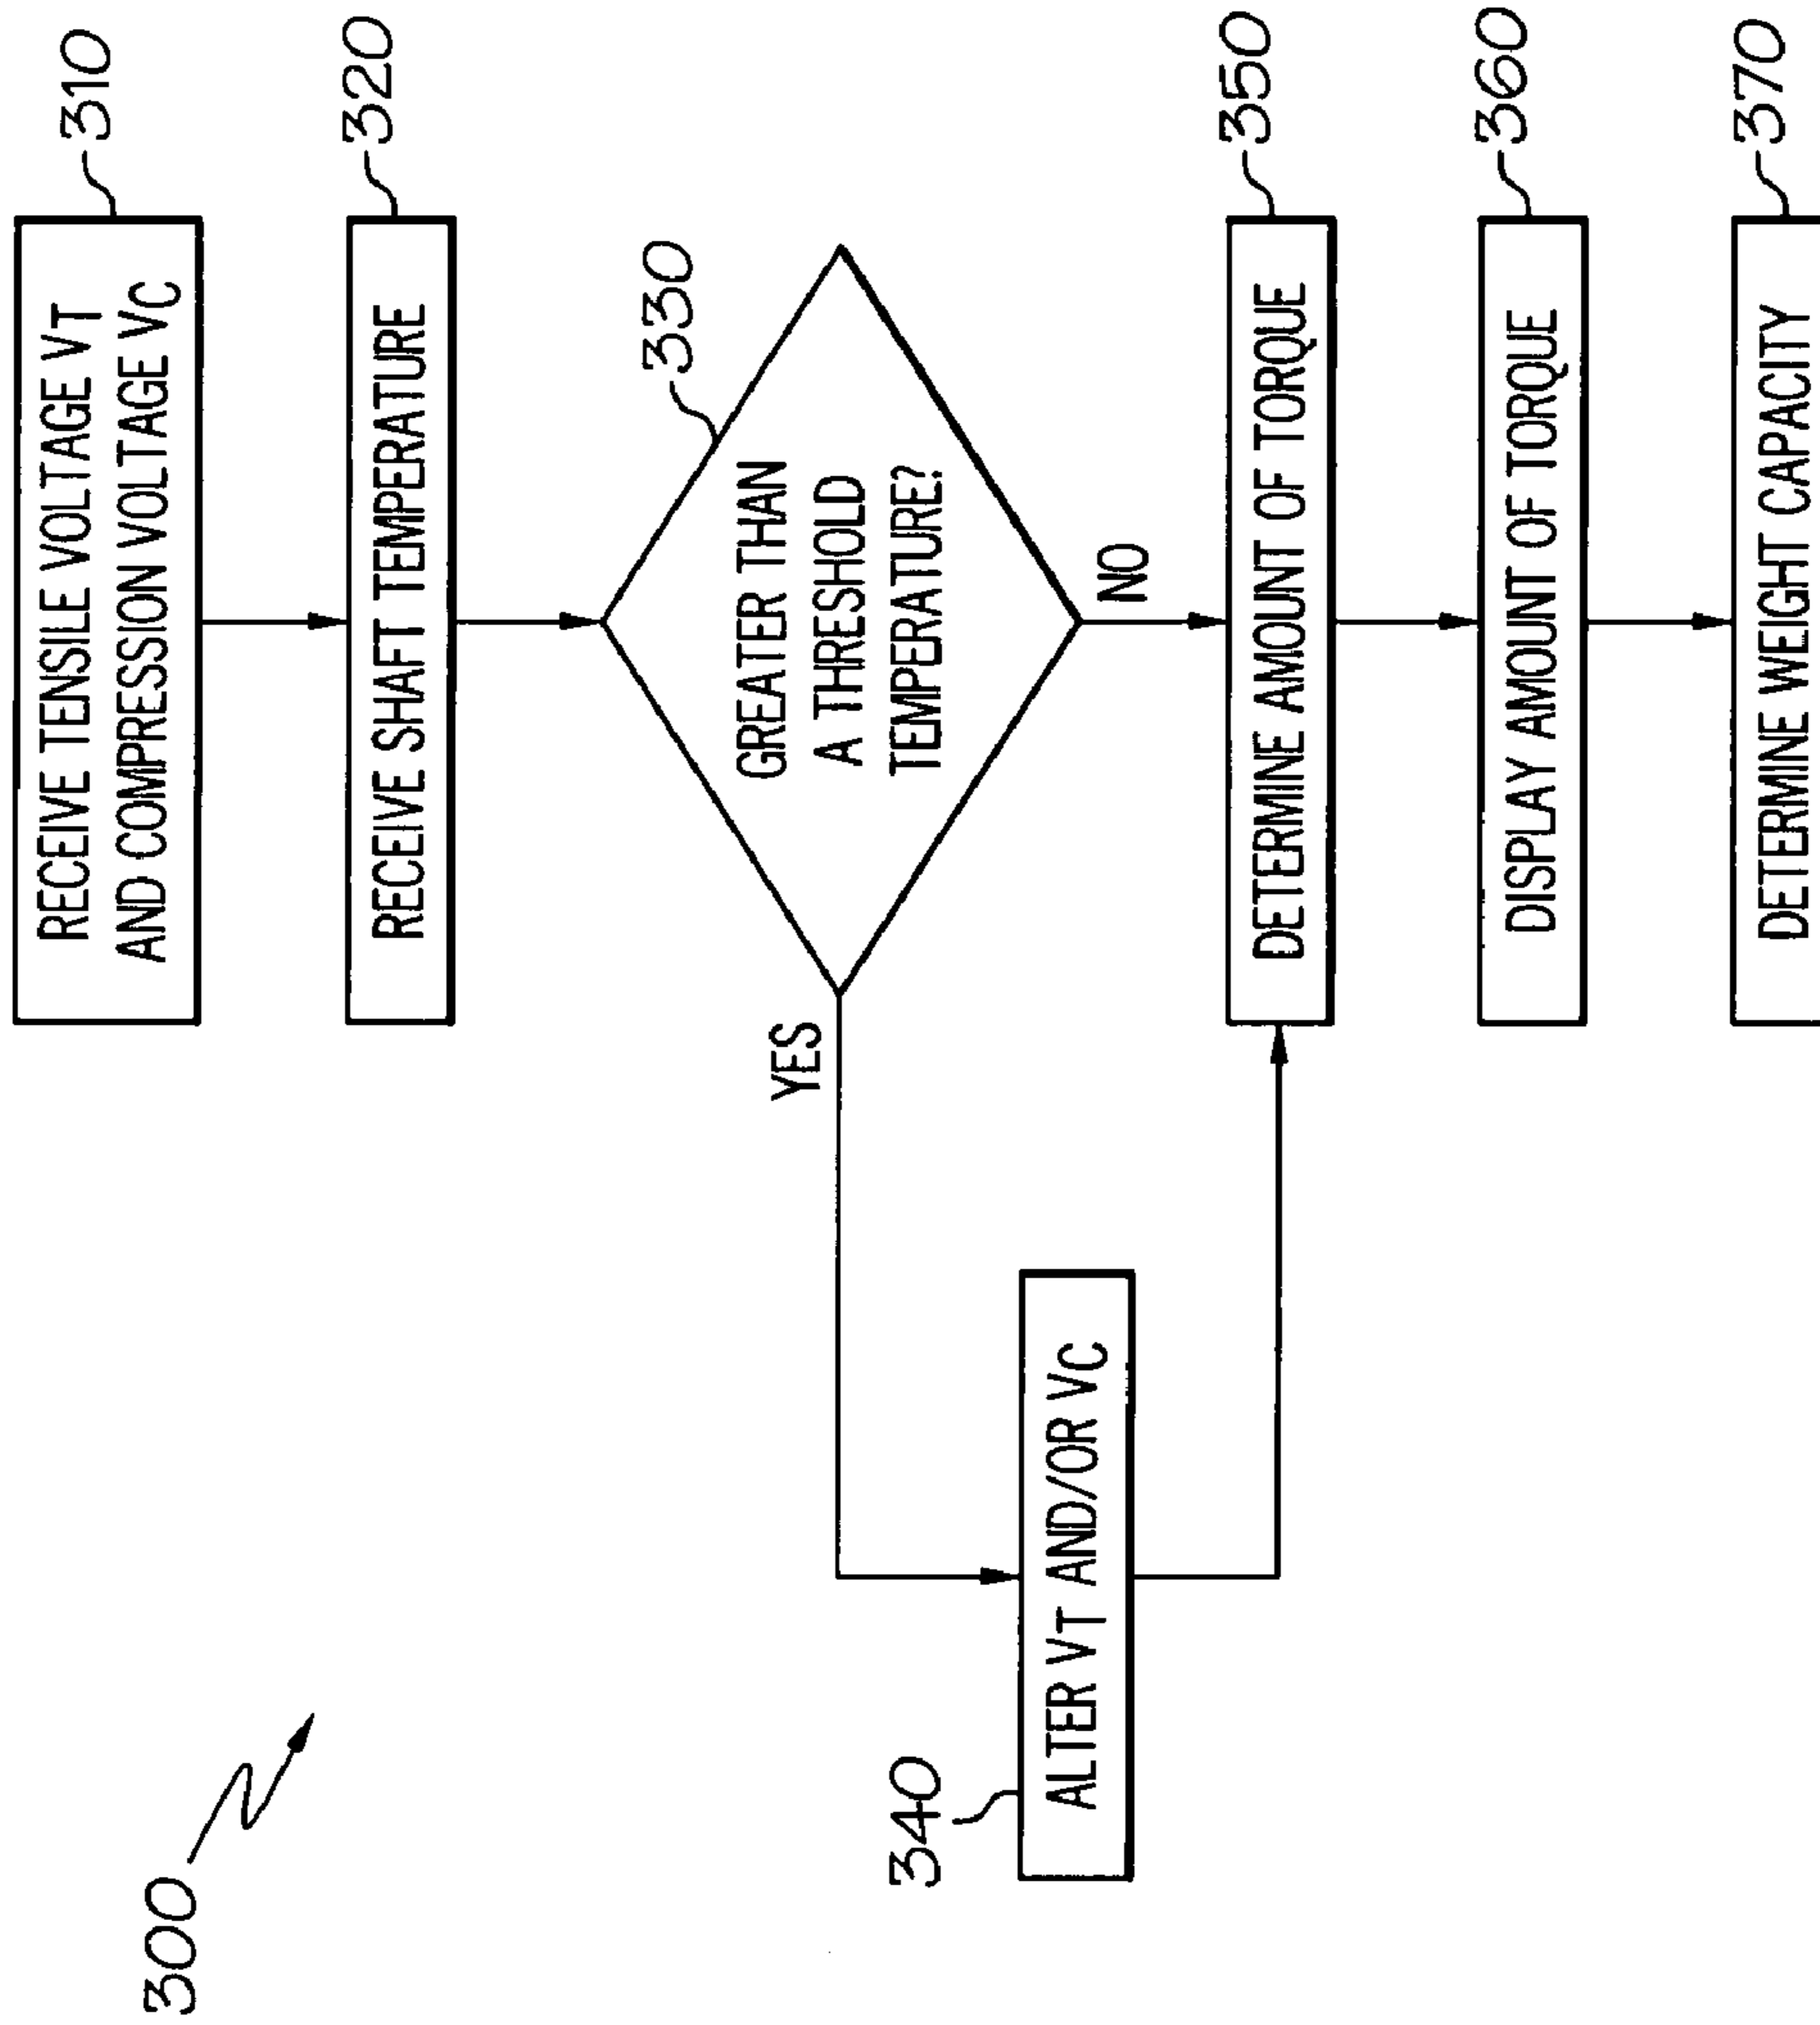 300
RECEIVE TENSILE VOLTAGE VT
AND COMPRESSION VOLTAGE VC
310
RECEIVE SHAFT TEMPERATURE
320
GREATER THAN
A THRESHOLD
TEMPERATURE?
330
YES
NO
340
ALTER VT AND/OR VC
DETERMINE AMOUNT OF TORQUE
350
DISPLAY AMOUNT OF TORQUE
360
DETERMINE WEIGHT CAPACITY
370